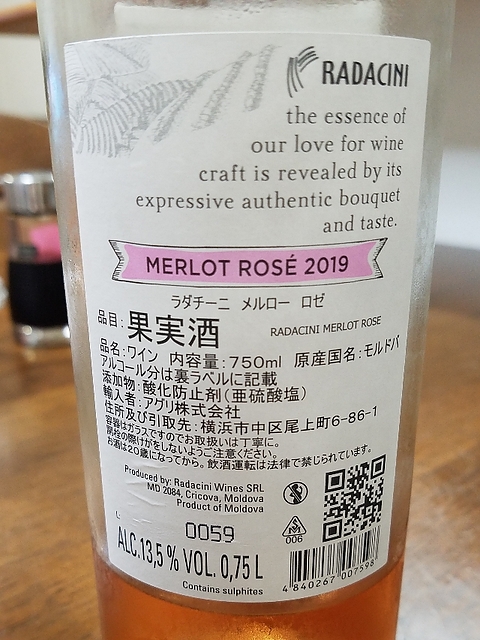 RADACINI
the essence of
our love for wine
craft is revealed by its
expressive authentic bouquet
and taste.
MERLOT ROSÉ 2019
ラダチーニ メルロー ロゼ
品目:果実酒
RADACINI MERLOT ROSE
品名:ワイン 内容量:750ml 原産国名:モルドバ
アルコール分は裏ラベルに記載
添加物:酸化防止剤(亜硫酸塩)
輸入者:アグリ株式会社
住所及び引取先:横浜市中区尾上町6-86-1
容器はガラスですのでお取扱いは丁寧に。
開栓の際けがをしないようご注意ください。
お酒は20歳になってから。飲酒運転は法律で禁じられています。
Produced by: Radacini Wines SRL
MD 2084, Cricova, Moldova
Product of Moldova
L
0059
006
ALC.13,5 % VOL. 0,75 L
Contains sulphites
4 840267 007598